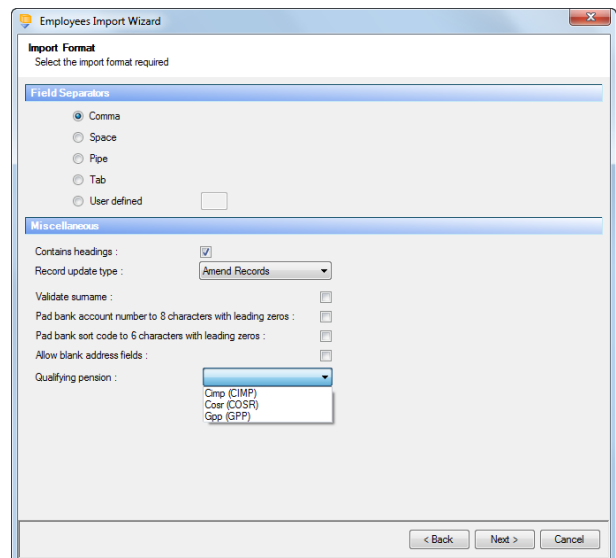 Employees Import Wizard
Import Format
Select the import format required
Field Separators
Comma
Space
Pipe
Tab
User defined
Miscellaneous
Contains headings :
Record update type : Amend Records
Validate surname :
Pad bank account number to 8 characters with leading zeros :
Pad bank sort code to 6 characters with leading zeros :
Allow blank address fields :
Qualifying pension :
Cimp (CIMP)
Cosr (COSR)
Gpp (GPP)
< Back Next > Cancel